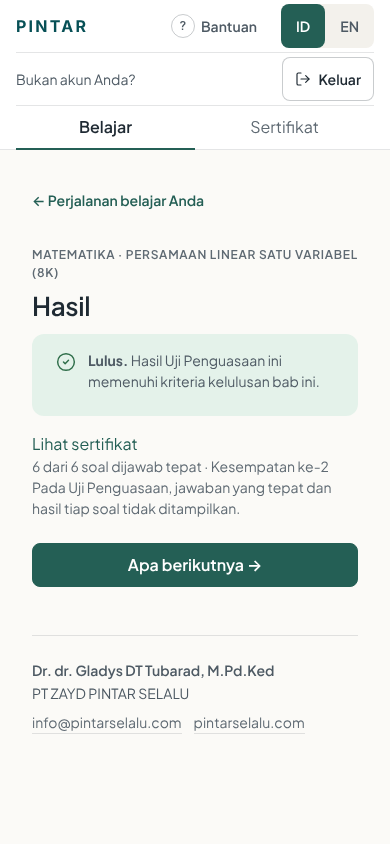 PINTAR
? Bantuan
ID
EN
Bukan akun Anda?
Keluar
Belajar
Sertifikat
← Perjalanan belajar Anda
MATEMATIKA · PERSAMAAN LINEAR SATU VARIABEL
(8K)
Hasil
Lulus. Hasil Uji Penguasaan ini
memenuhi kriteria kelulusan bab ini.
Lihat sertifikat
6 dari 6 soal dijawab tepat · Kesempatan ke-2
Pada Uji Penguasaan, jawaban yang tepat dan
hasil tiap soal tidak ditampilkan.
Apa berikutnya →
Dr. dr. Gladys DT Tubarad, M.Pd.Ked
PT ZAYD PINTAR SELALU
info@pintarselalu.com pintarselalu.com